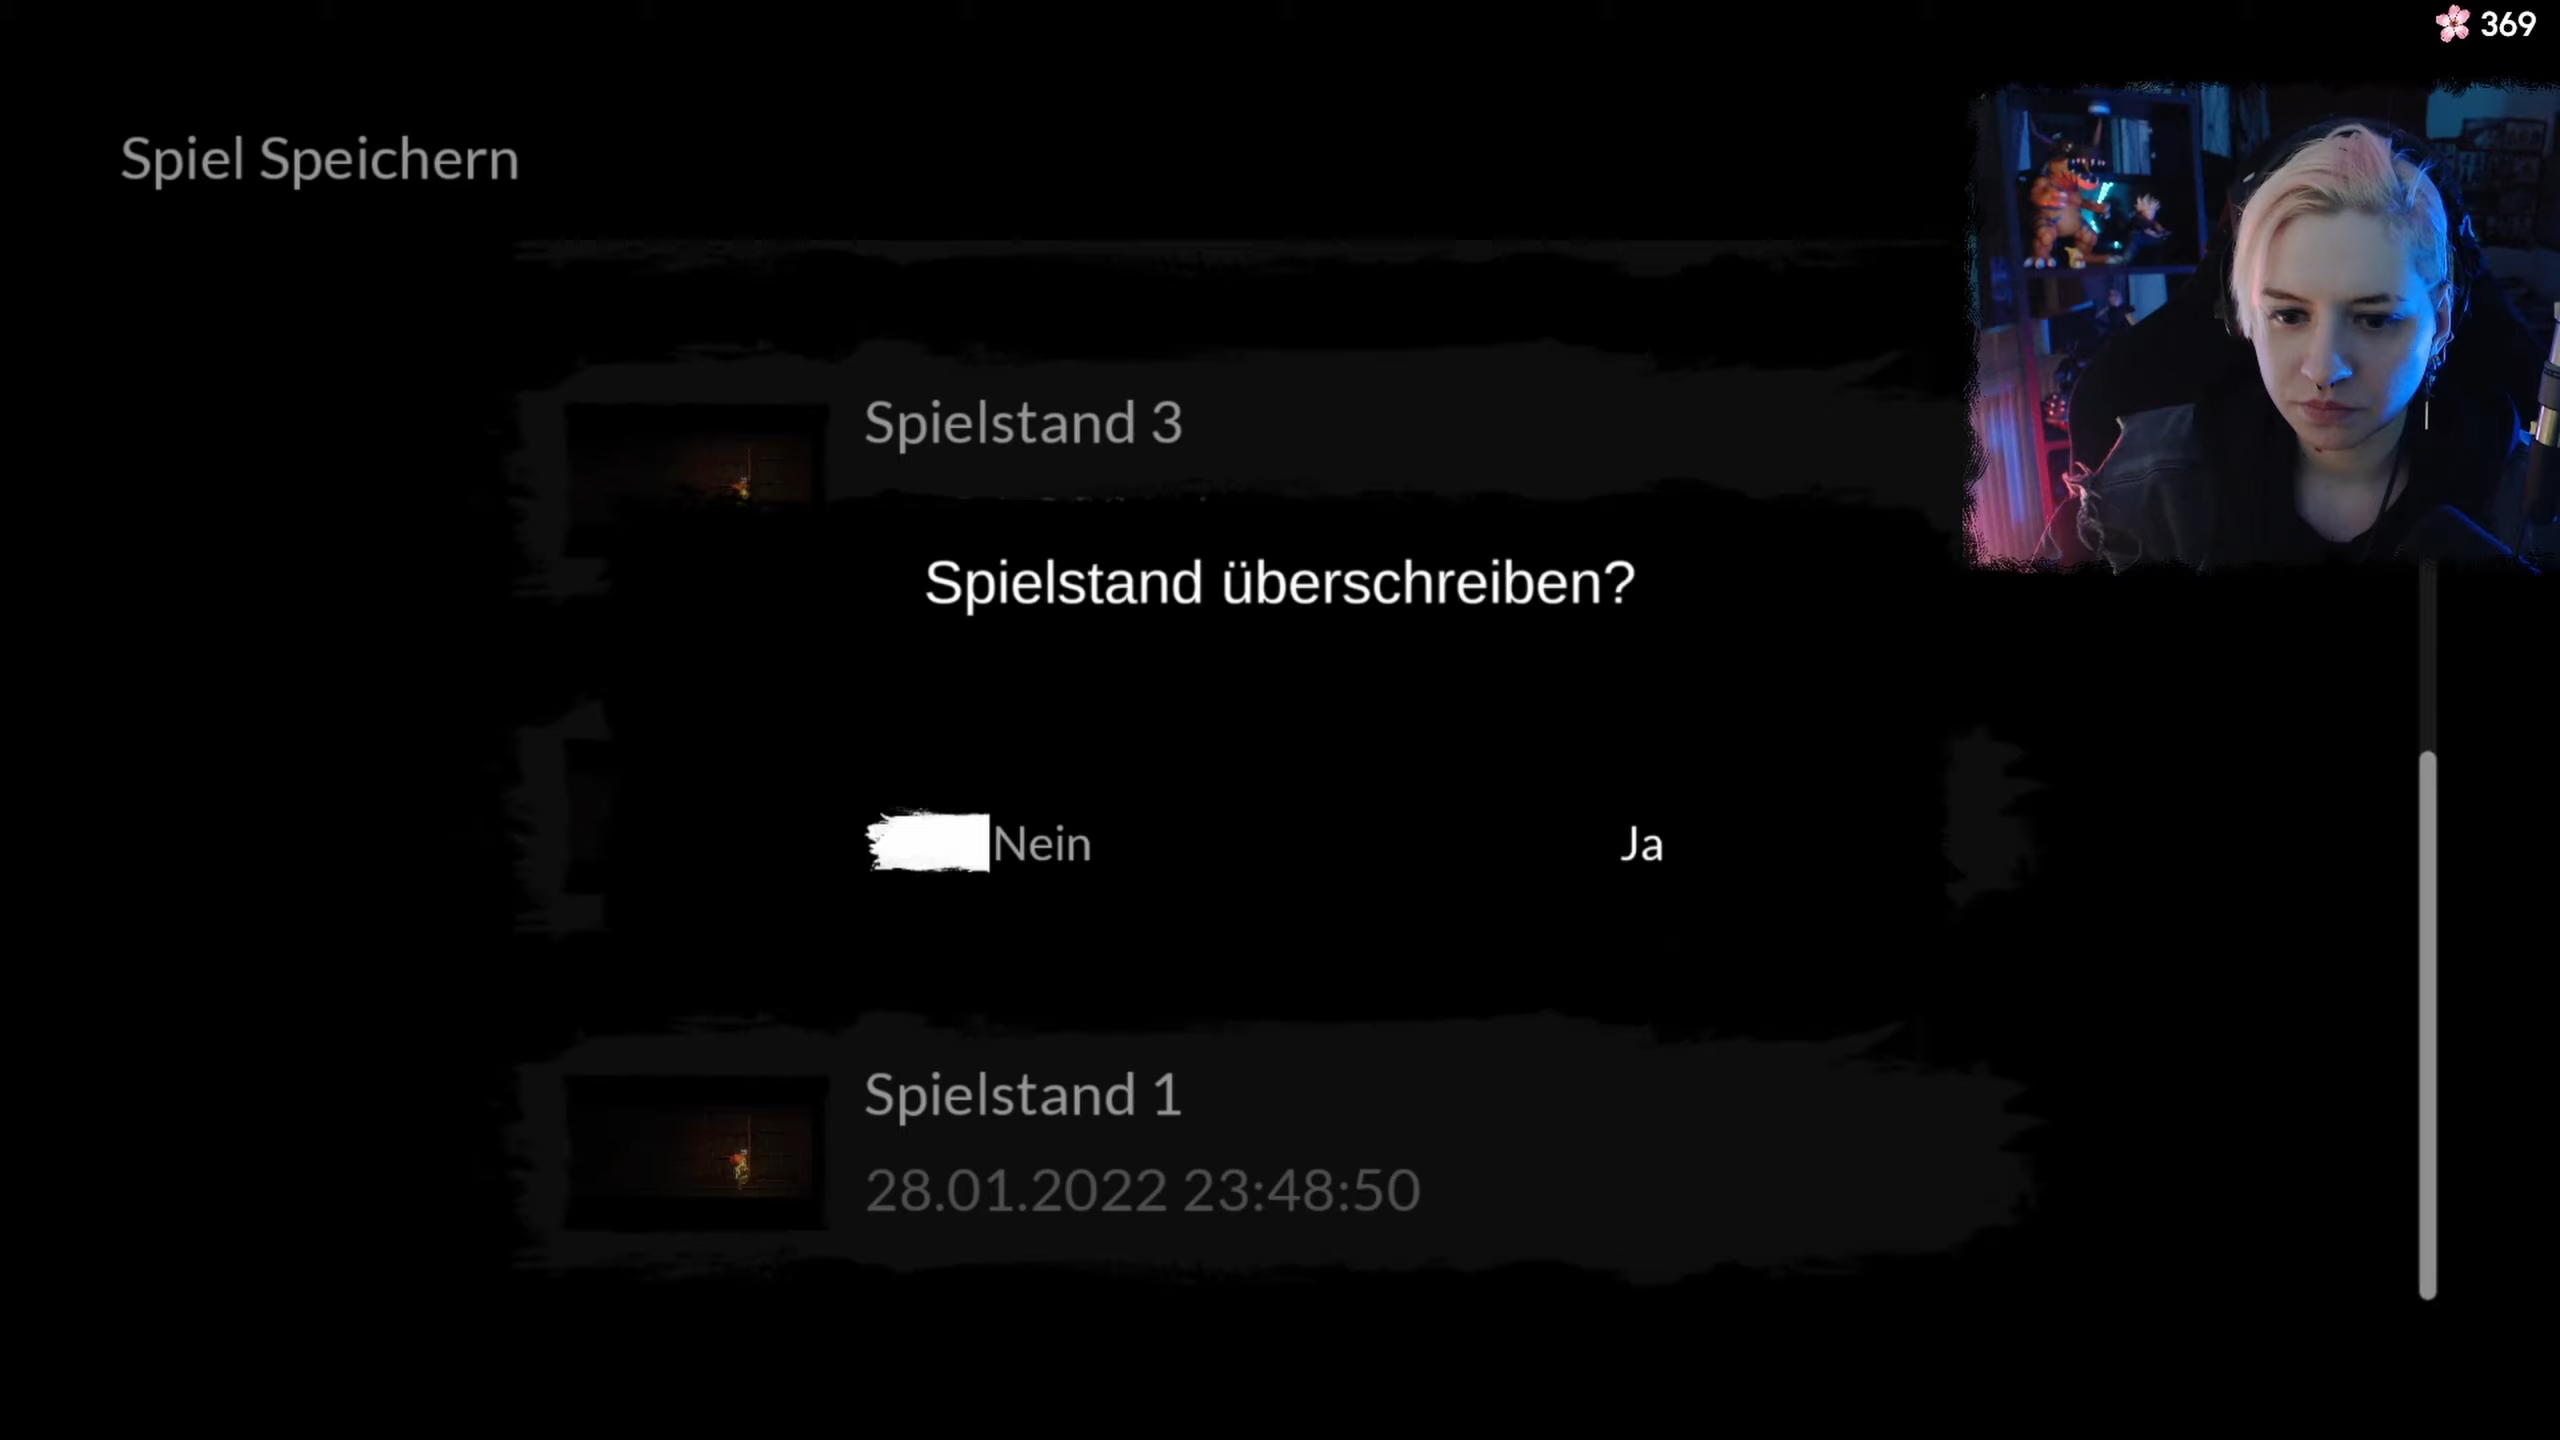 369
Spiel Speichern
Spielstand 3
Spielstand überschreiben?
Nein
Ja
Spielstand 1
28.01.2022 23:48:50